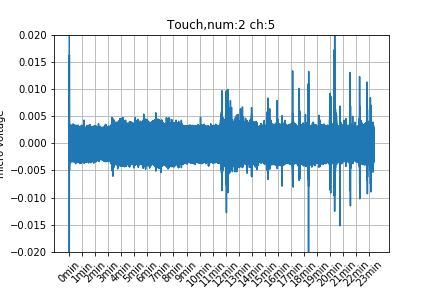 Touch,num:2 ch:5
0.020
0.015
0.010
0.005
0.000
−0.005
−0.010
−0.015
−0.020
micro voltage
0min
1min
2min
3min
4min
5min
6min
7min
8min
9min
10min
11min
12min
13min
14min
15min
16min
17min
18min
19min
20min
21min
22min
23min